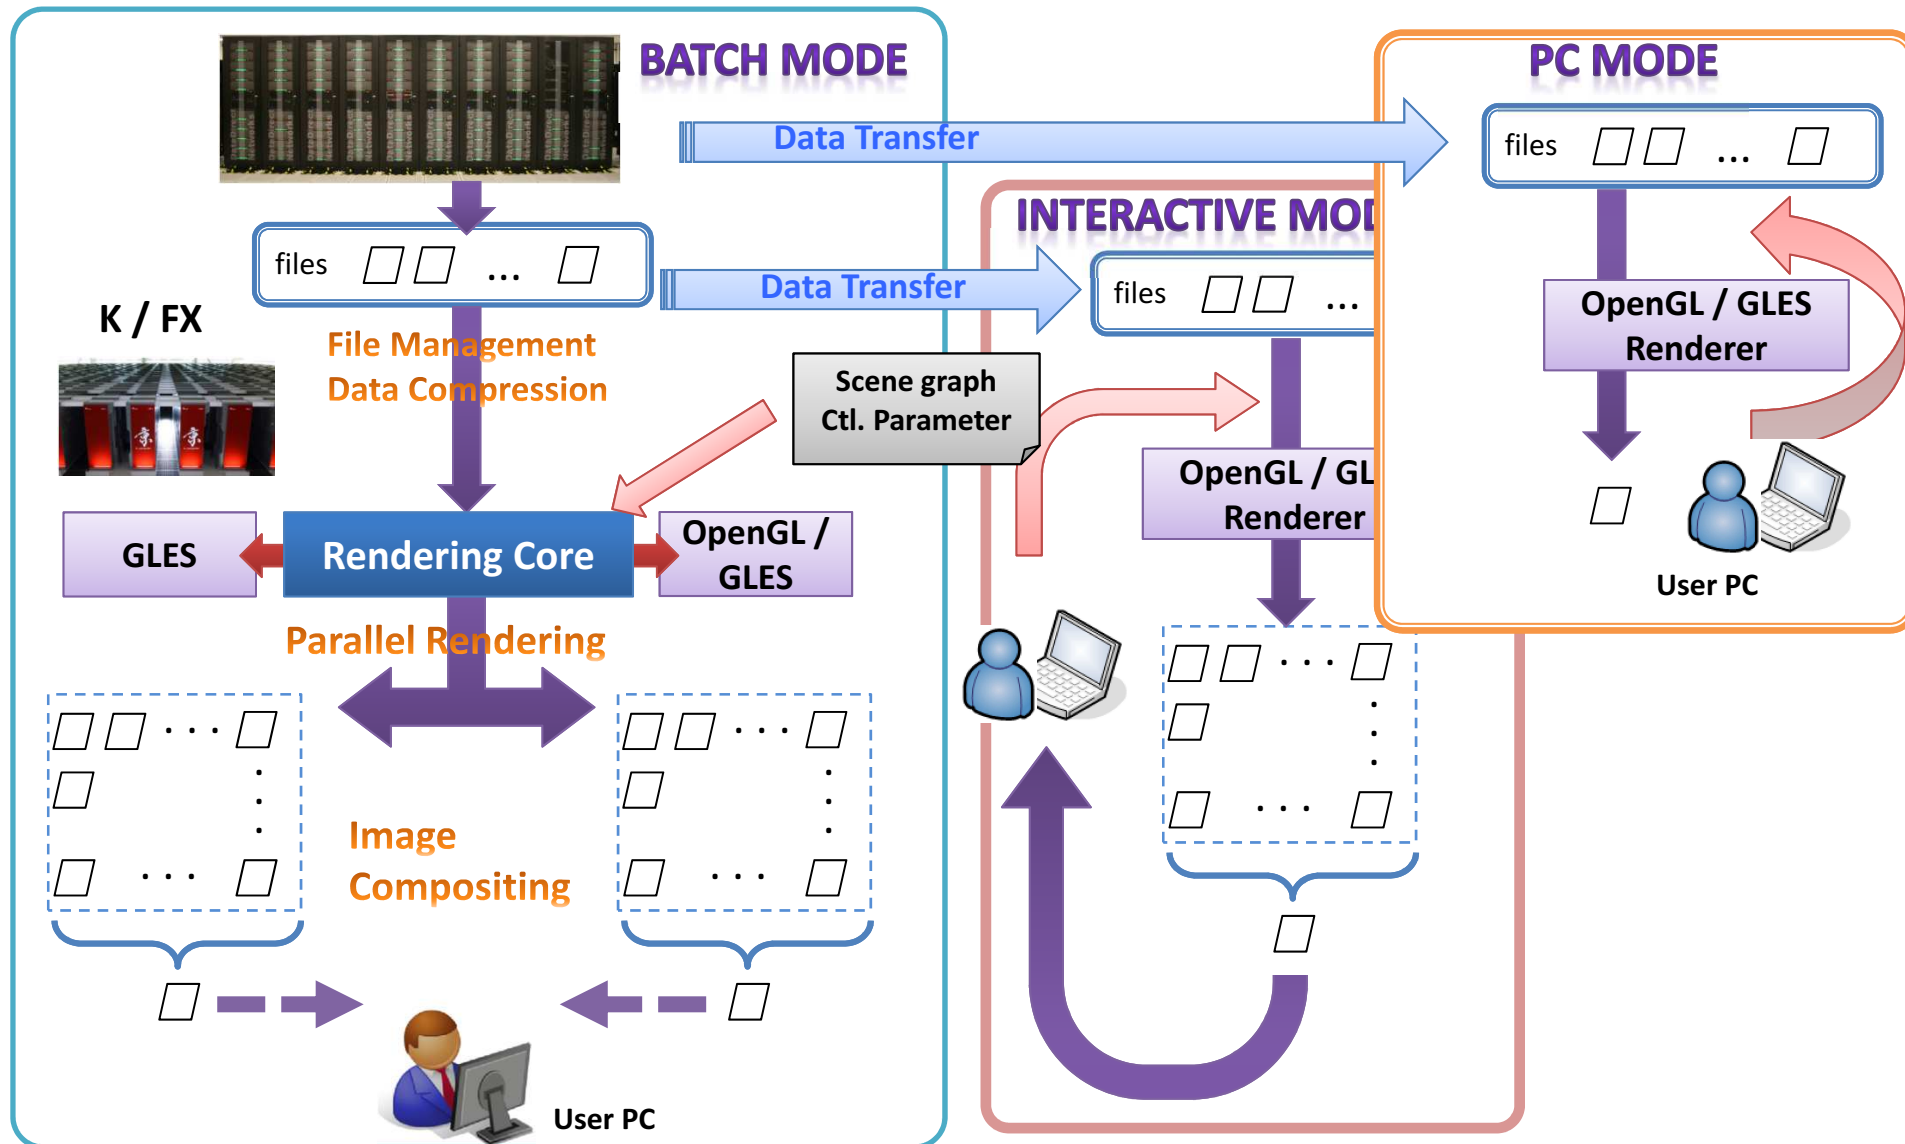 BATCH MODE
PC MODE
Data Transfer
files ...
INTERACTIVE MOD
files ...
Data Transfer
files ...
K / FX
File Management
Data Compression
Scene graph
Ctl. Parameter
OpenGL / GLES
Renderer
京 京
OpenGL / GL
Renderer
GLES
Rendering Core
OpenGL /
GLES
User PC
Parallel Rendering
Image
Compositing
User PC